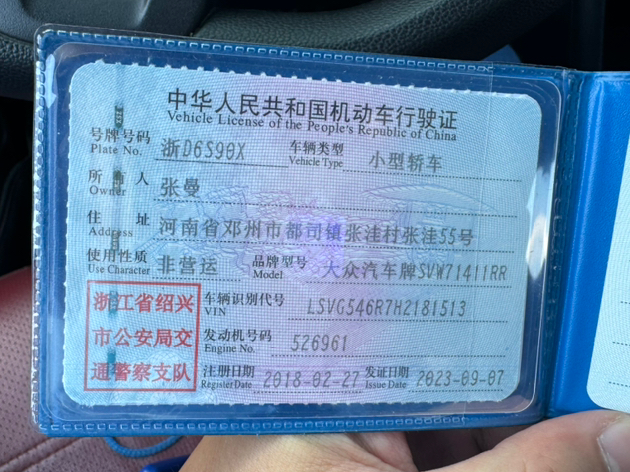 中华人民共和国机动车行驶证
Vehicle License of the People's Republic of China
号牌号码 浙D6S90X 车辆类型 小型轿车
Plate No. Vehicle Type
所有人 张曼
Owner
住址 河南省邓州市都司镇张洼村张洼55号
Address
使用性质 非营运 品牌型号 大众汽车牌SVW71411RR
Use Character Model
浙江省绍兴 车辆识别代号 LSVG546R7H2181513
VIN
市公安局交 发动机号码 526961
Engine No.
通警察支队 注册日期 2018-02-27 发证日期 2023-09-07
Register Date Issue Date